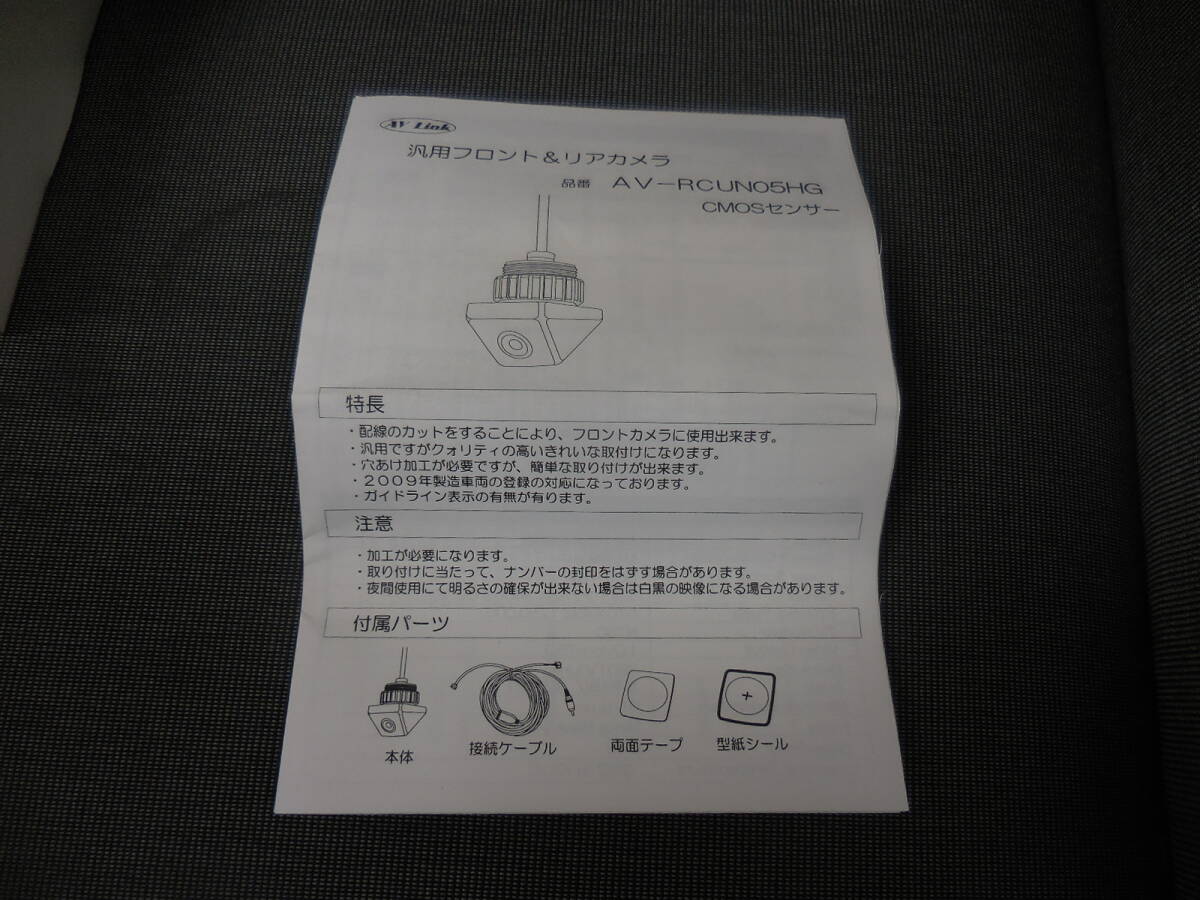 AV Link
汎用フロント＆リアカメラ
品番 AV-RCUN05HG
CMOSセンサー
特長
・配線のカットをすることにより、フロントカメラに使用出来ます。
・汎用ですがクォリティの高いきれいな取付けになります。
・穴あけ加工が必要ですが、簡単な取り付けが出来ます。
・2009年製造車両の登録の対応になっております。
・ガイドライン表示の有無が有ります。
注意
・加工が必要になります。
・取り付けに当たって、ナンバーの封印をはずす場合があります。
・夜間使用にて明るさの確保が出来ない場合は白黒の映像になる場合があります。
付属パーツ
本体 接続ケーブル 両面テープ 型紙シール